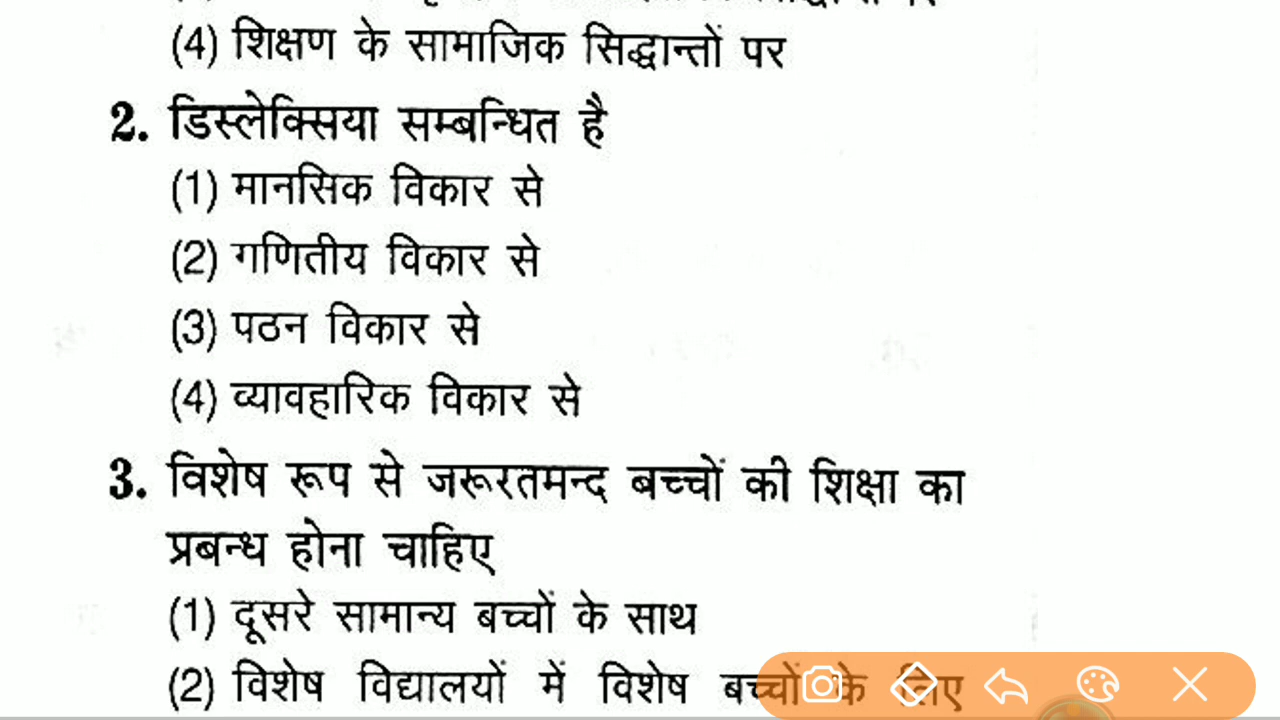 (4) शिक्षण के सामाजिक सिद्धान्तों पर
2. डिस्लेक्सिया सम्बन्धित है
(1) मानसिक विकार से
(2) गणितीय विकार से
(3) पठन विकार से
(4) व्यावहारिक विकार से
3. विशेष रूप से जरूरतमन्द बच्चों की शिक्षा का
प्रबन्ध होना चाहिए
(1) दूसरे सामान्य बच्चों के साथ
(2) विशेष विद्यालयों में विशेष बच्चों के लिए